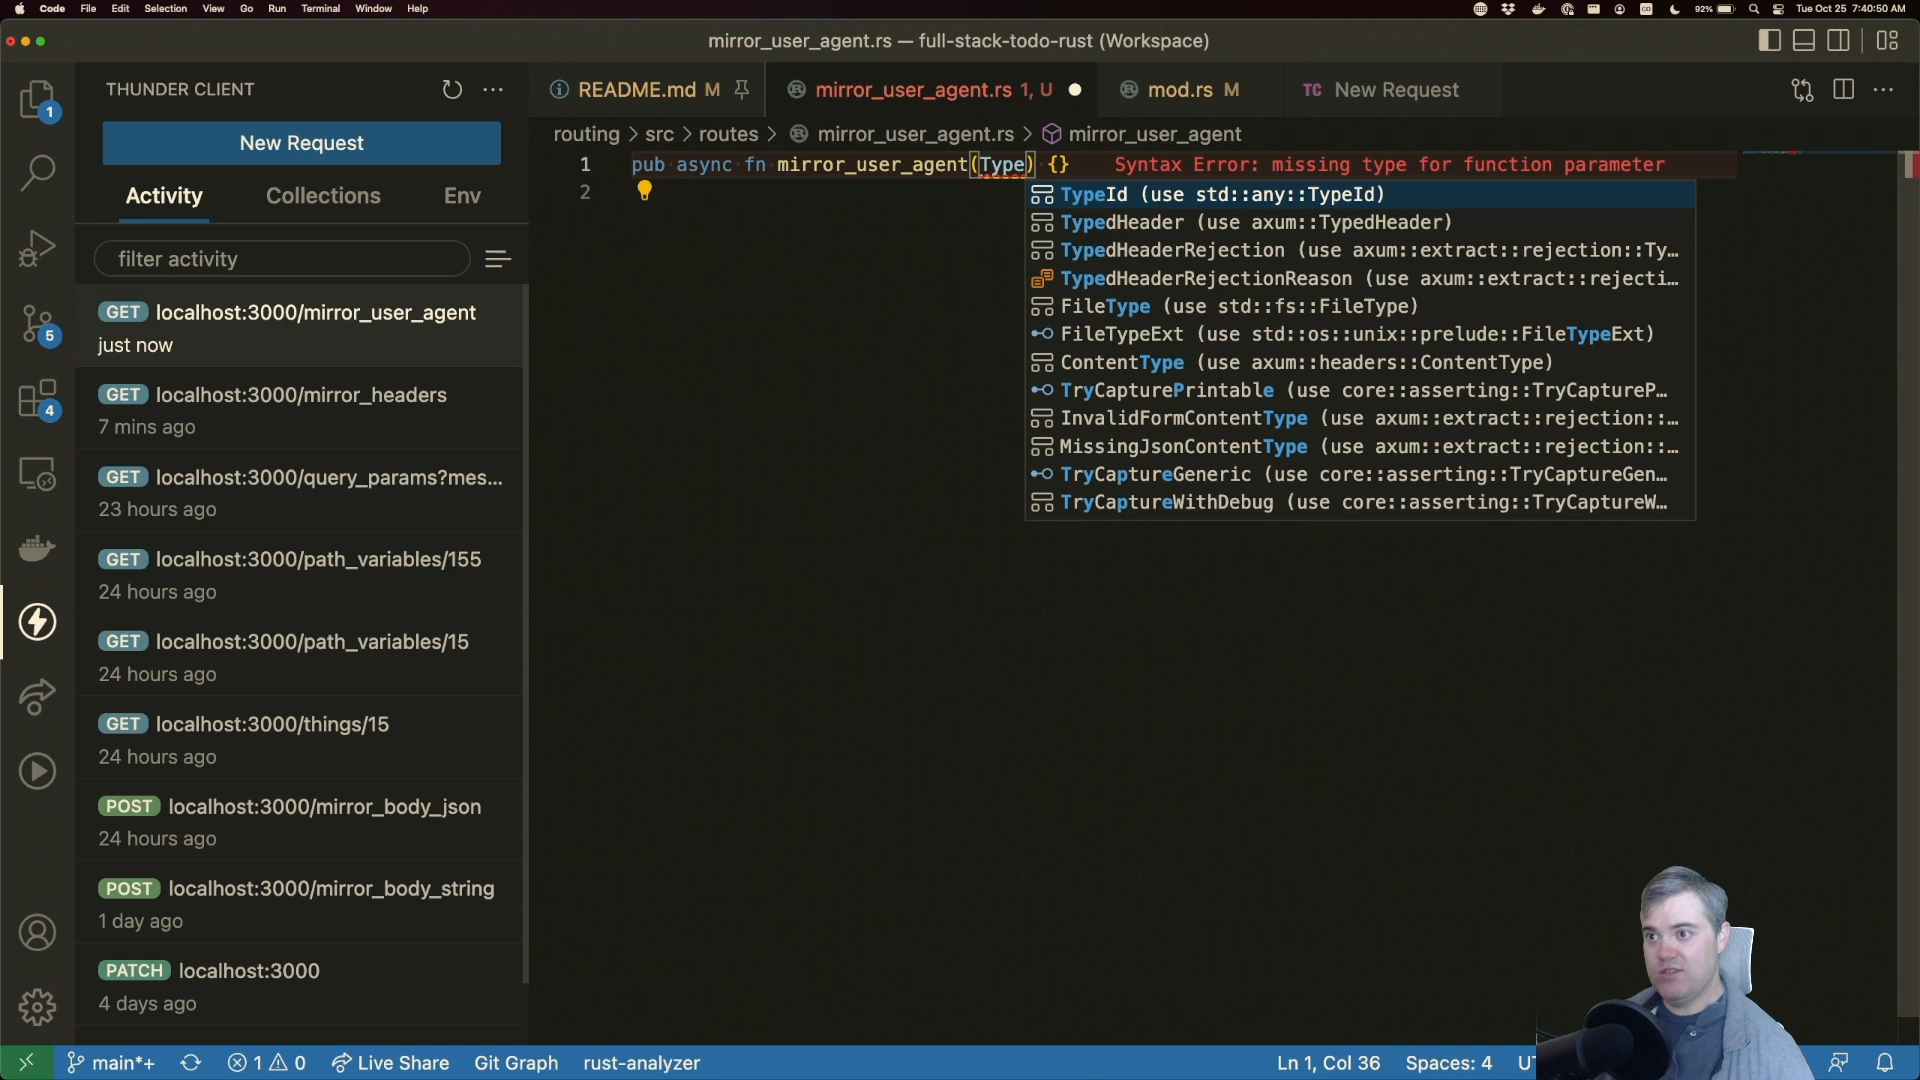 Code File Edit Selection View Go Run Terminal Window Help
92% Tue Oct 25 7:40:50 AM
mirror_user_agent.rs — full-stack-todo-rust (Workspace)
THUNDER CLIENT
New Request
Activity Collections Env
filter activity
GET localhost:3000/mirror_user_agent
just now
GET localhost:3000/mirror_headers
7 mins ago
GET localhost:3000/query_params?mes...
23 hours ago
GET localhost:3000/path_variables/155
24 hours ago
GET localhost:3000/path_variables/15
24 hours ago
GET localhost:3000/things/15
24 hours ago
POST localhost:3000/mirror_body_json
24 hours ago
POST localhost:3000/mirror_body_string
1 day ago
PATCH localhost:3000
4 days ago
1
5
4
README.md M mirror_user_agent.rs 1, U mod.rs M TC New Request
routing > src > routes > mirror_user_agent.rs > mirror_user_agent
1 pub async fn mirror_user_agent(Type) {} Syntax Error: missing type for function parameter
2
TypeId (use std::any::TypeId)
TypedHeader (use axum::TypedHeader)
TypedHeaderRejection (use axum::extract::rejection::Ty…
TypedHeaderRejectionReason (use axum::extract::rejecti…
FileType (use std::fs::FileType)
FileTypeExt (use std::os::unix::prelude::FileTypeExt)
ContentType (use axum::headers::ContentType)
TryCapturePrintable (use core::asserting::TryCaptureP…
InvalidFormContentType (use axum::extract::rejection::…
MissingJsonContentType (use axum::extract::rejection::…
TryCaptureGeneric (use core::asserting::TryCaptureGen…
TryCaptureWithDebug (use core::asserting::TryCaptureW…
main*+ 1 0 Live Share Git Graph rust-analyzer Ln 1, Col 36 Spaces: 4